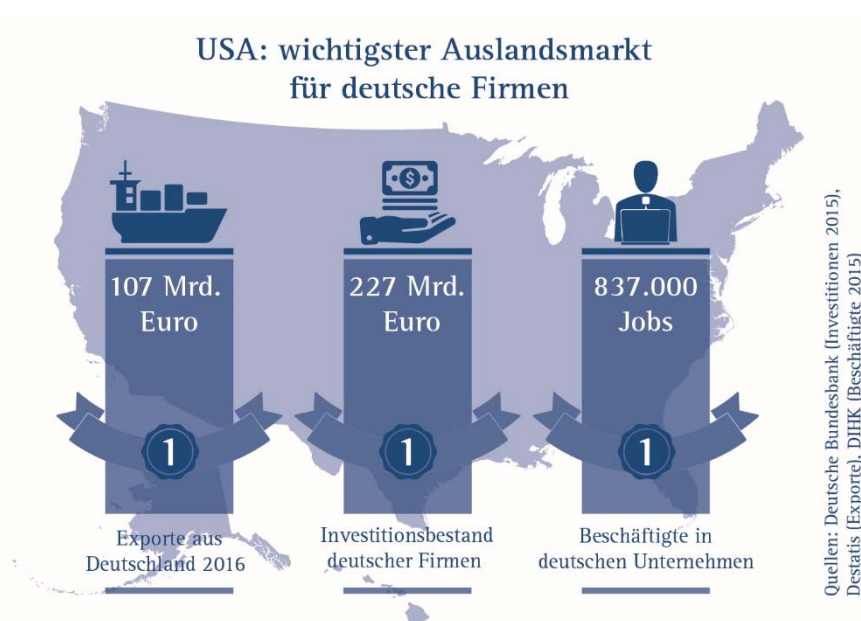 USA: wichtigster Auslandsmarkt
für deutsche Firmen
$
107 Mrd.
Euro
1
Exporte aus
Deutschland 2016
227 Mrd.
Euro
1
Investitionsbestand
deutscher Firmen
837.000
Jobs
1
Beschäftigte in
deutschen Unternehmen
Quellen: Deutsche Bundesbank (Investitionen 2015),
Destatis (Exporte), DIHK (Beschäftigte 2015)